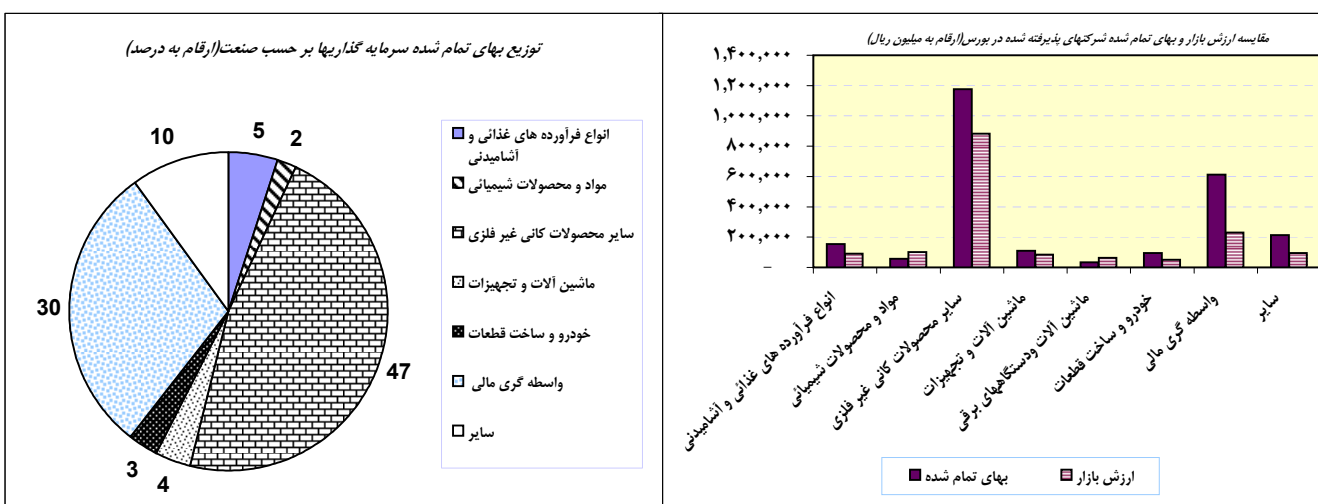 توزیع بهای تمام شده سرمایه گذاریها بر حسب صنعت(ارقام به درصد)
10
5
2
30
47
3
4
انواع فرآورده های غذائی و
آشامیدنی
مواد و محصولات شیمیائی
سایر محصولات کانی غیر فلزی
ماشین آلات و تجهیزات
خودرو و ساخت قطعات
واسطه گری مالی
سایر
مقایسه ارزش بازار و بهای تمام شده شرکتهای پذیرفته شده در بورس(ارقام به میلیون ریال)
۱,۴۰۰,۰۰۰
۱,۲۰۰,۰۰۰
۱,۰۰۰,۰۰۰
۸۰۰,۰۰۰
۶۰۰,۰۰۰
۴۰۰,۰۰۰
۲۰۰,۰۰۰
-
انواع فرآورده های غذائی و آشامیدنی
مواد و محصولات شیمیائی
سایر محصولات کانی غیر فلزی
ماشین آلات و تجهیزات
ماشین آلات ودستگاههای برقی
خودرو و ساخت قطعات
واسطه گری مالی
سایر
بهای تمام شده
ارزش بازار